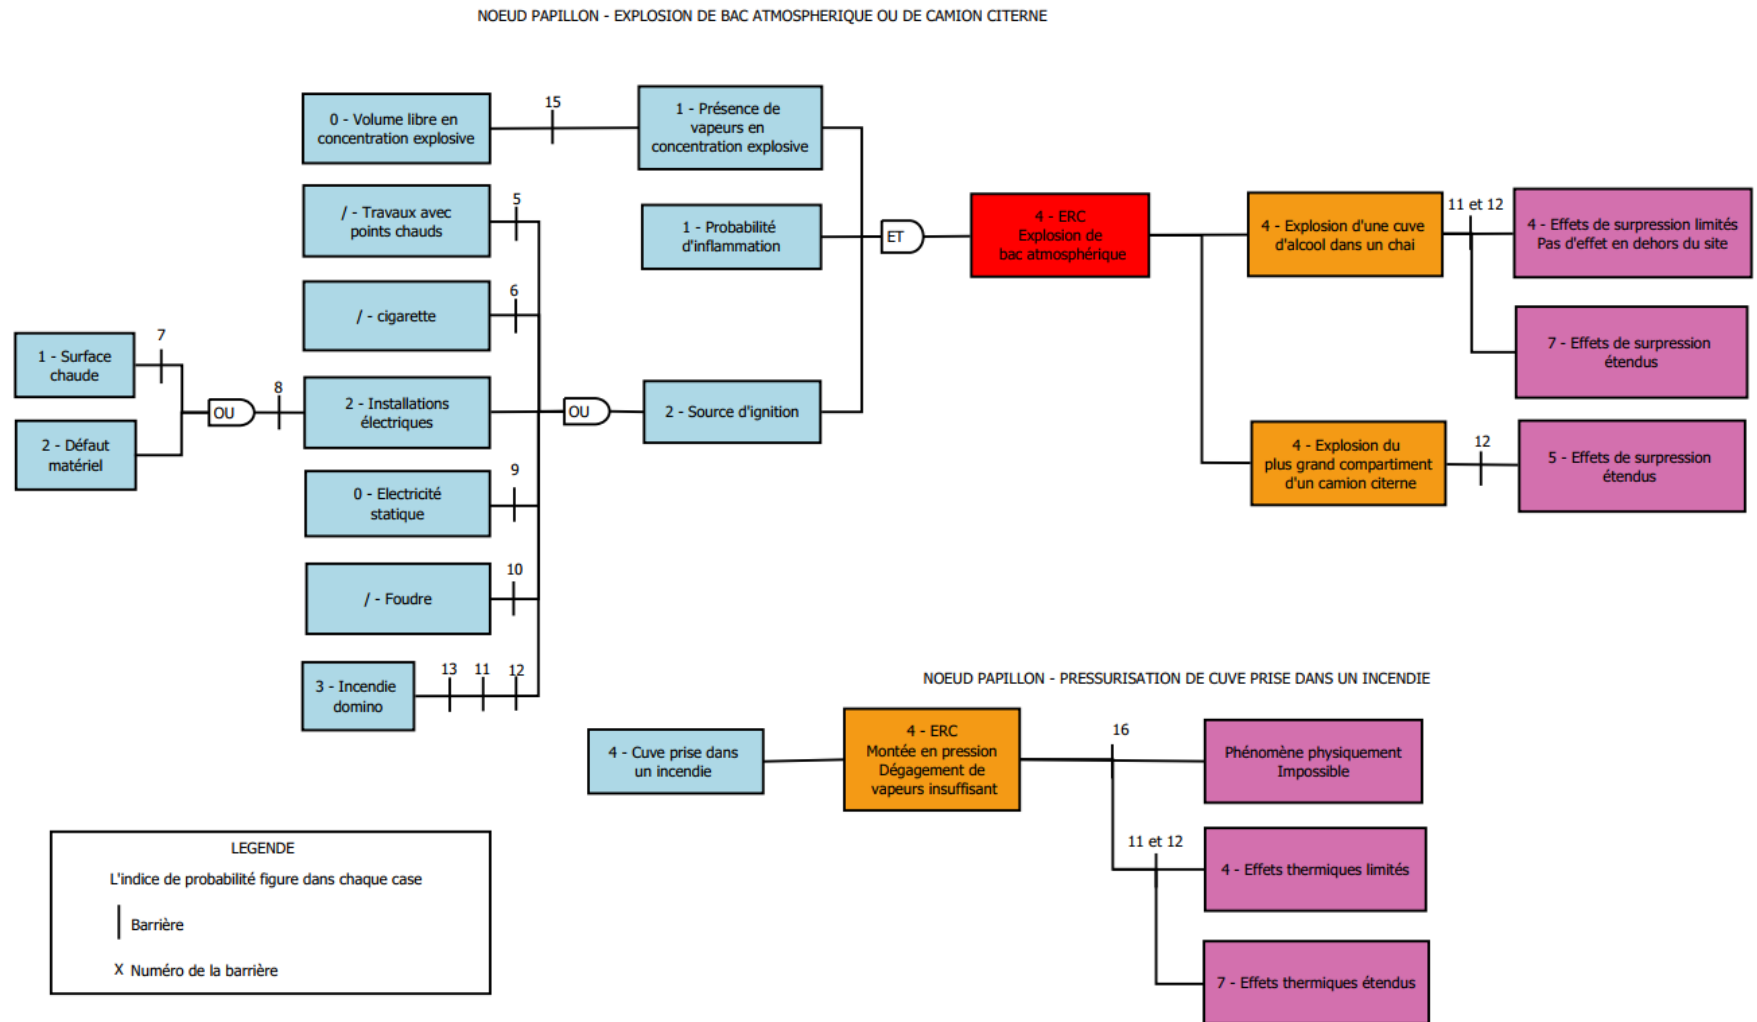 NOEUD PAPILLON - EXPLOSION DE BAC ATMOSPHERIQUE OU DE CAMION CITERNE
0 - Volume libre en
concentration explosive
15
1 - Présence de
vapeurs en
concentration explosive
/ - Travaux avec
points chauds
5
1 - Probabilité
d'inflammation
ET
4 - ERC
Explosion de
bac atmosphérique
4 - Explosion d'une cuve
d'alcool dans un chai
11 et 12
4 - Effets de surpression limités
Pas d'effet en dehors du site
/ - cigarette
6
7 - Effets de surpression
étendus
1 - Surface
chaude
7
2 - Défaut
matériel
OU
8
2 - Installations
électriques
OU
2 - Source d'ignition
4 - Explosion du
plus grand compartiment
d'un camion citerne
12
5 - Effets de surpression
étendus
0 - Electricité
statique
9
/ - Foudre
10
3 - Incendie
domino
13
11
12
NOEUD PAPILLON - PRESSURISATION DE CUVE PRISE DANS UN INCENDIE
4 - Cuve prise dans
un incendie
4 - ERC
Montée en pression
Dégagement de
vapeurs insuffisant
16
Phénomène physiquement
Impossible
11 et 12
4 - Effets thermiques limités
7 - Effets thermiques étendus
LEGENDE
L'indice de probabilité figure dans chaque case
Barrière
X Numéro de la barrière